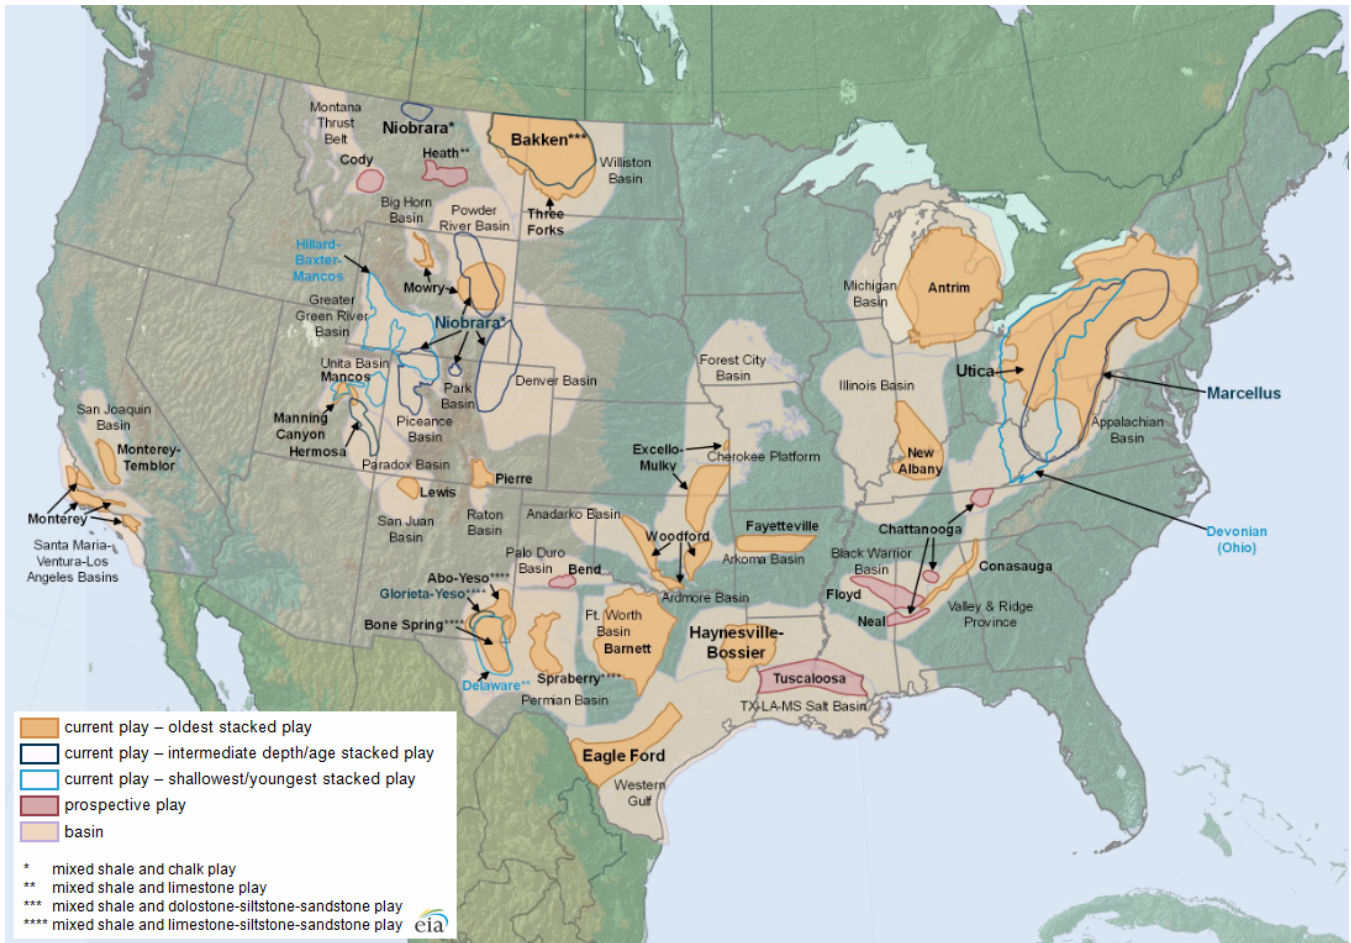 Montana
Thrust
Belt
Niobrara*
Bakken***
Cody
Heath**
Williston
Basin
Big Horn
Basin
Powder
River Basin
Three
Forks
Hillard-
Baxter-
Mancos
Mowry
Michigan
Basin
Antrim
Greater
Green River
Basin
Niobrara*
Unita Basin
Mancos
Park
Basin
Denver Basin
Forest City
Basin
Illinois Basin
Utica
Marcellus
San Joaquin
Basin
Manning
Canyon
Hermosa
Piceance
Basin
Appalachian
Basin
Monterey-
Temblor
Paradox Basin
Excello-
Mulky
Cherokee Platform
New
Albany
Pierre
Lewis
Monterey
San Juan
Basin
Raton
Basin
Anadarko Basin
Woodford
Fayetteville
Chattanooga
Devonian
(Ohio)
Santa Maria-
Ventura-Los
Angeles Basins
Palo Duro
Basin
Bend
Arkoma Basin
Black Warrior
Basin
Conasauga
Abo-Yeso****
Glorieta-Yeso****
Ardmore Basin
Floyd
Bone Spring****
Ft. Worth
Basin
Barnett
Haynesville-
Bossier
Neal
Valley & Ridge
Province
Delaware**
Spraberry****
Permian Basin
Tuscaloosa
TX-LA-MS Salt Basin
Eagle Ford
Western
Gulf
current play – oldest stacked play
current play – intermediate depth/age stacked play
current play – shallowest/youngest stacked play
prospective play
basin
* mixed shale and chalk play
** mixed shale and limestone play
*** mixed shale and dolostone-siltstone-sandstone play
**** mixed shale and limestone-siltstone-sandstone play
eia